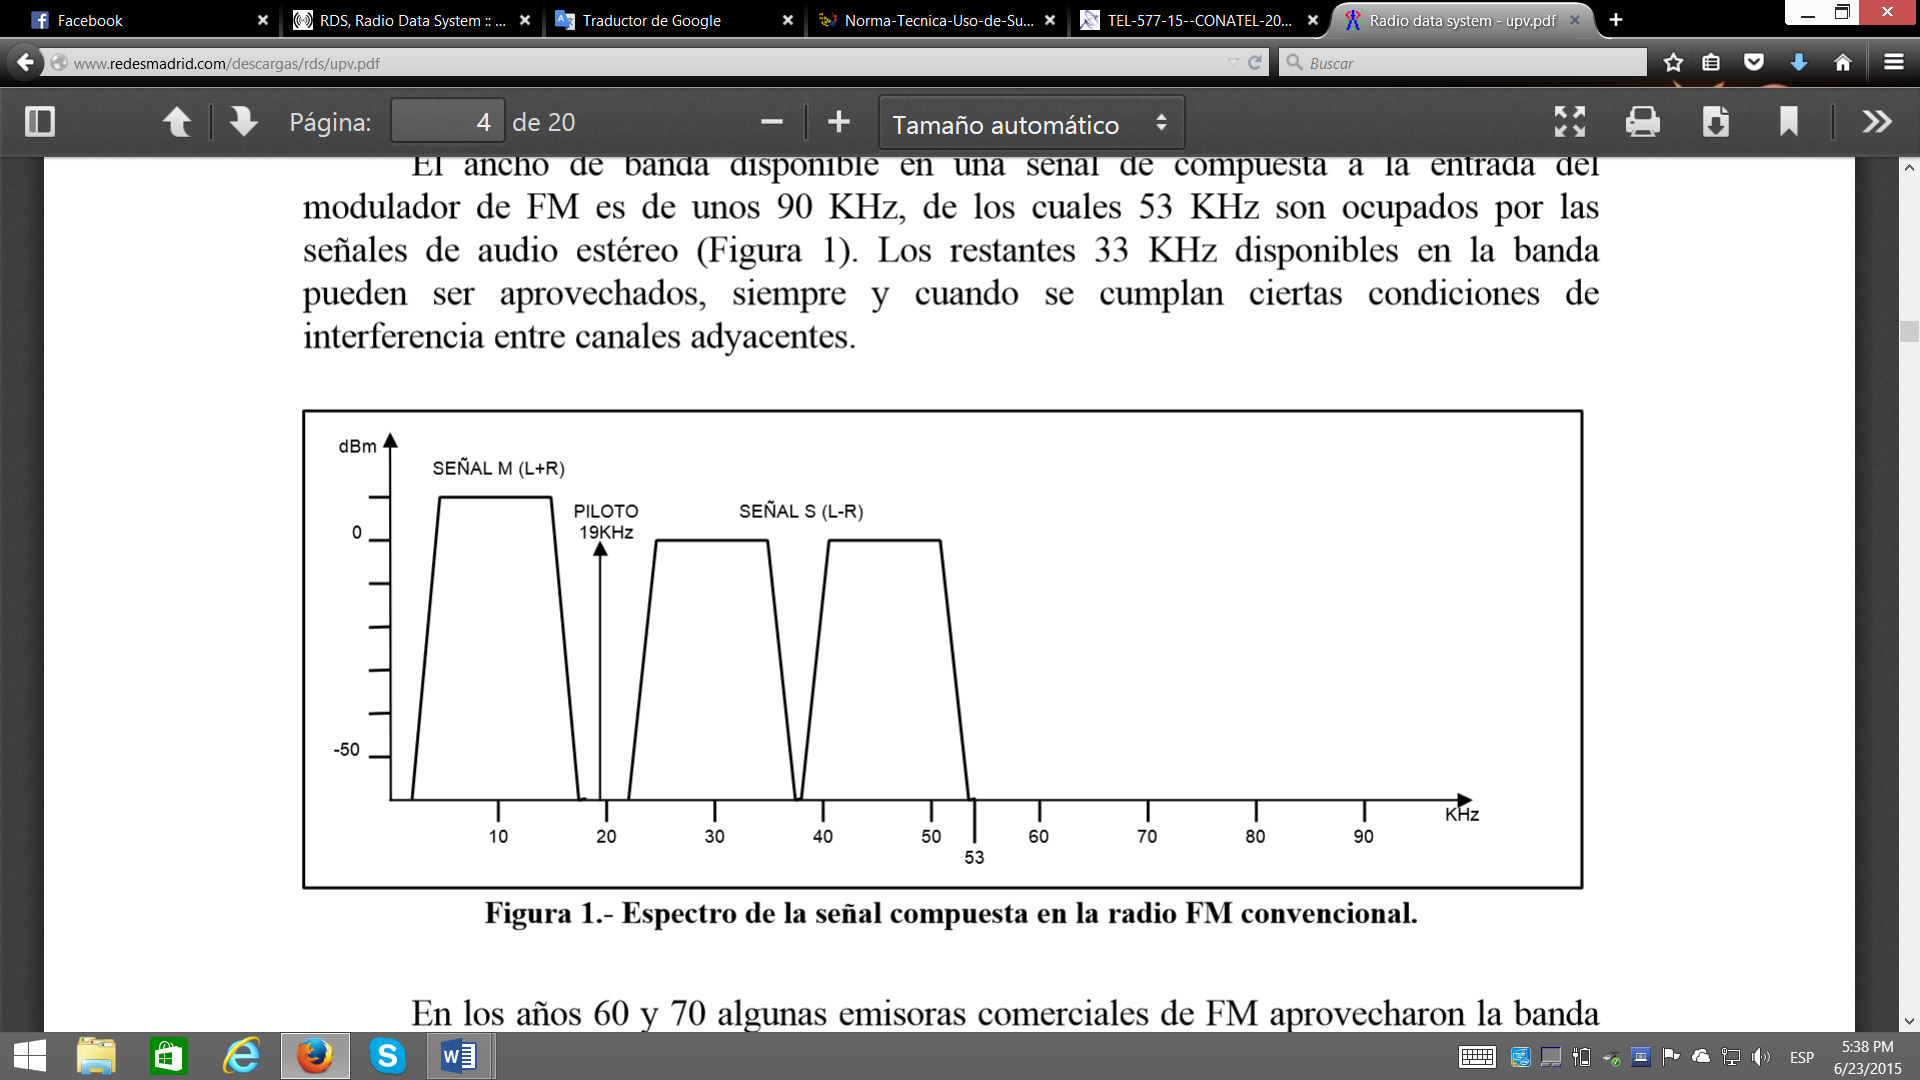 Facebook
RDS, Radio Data System :: ...
Traductor de Google
Norma-Tecnica-Uso-de-Su...
TEL-577-15--CONATEL-20...
Radio data system - upv.pdf
www.redesmadrid.com/descargas/rds/upv.pdf
Buscar
Página: 4 de 20
Tamaño automático
El ancho de banda disponible en una señal de compuesta a la entrada del
modulador de FM es de unos 90 KHz, de los cuales 53 KHz son ocupados por las
señales de audio estéreo (Figura 1). Los restantes 33 KHz disponibles en la banda
pueden ser aprovechados, siempre y cuando se cumplan ciertas condiciones de
interferencia entre canales adyacentes.
dBm
SEÑAL M (L+R)
PILOTO
19KHz
SEÑAL S (L-R)
0
-50
KHz
10 20 30 40 50 60 70 80 90
53
Figura 1.- Espectro de la señal compuesta en la radio FM convencional.
En los años 60 y 70 algunas emisoras comerciales de FM aprovecharon la banda
ESP
5:38 PM
6/23/2015